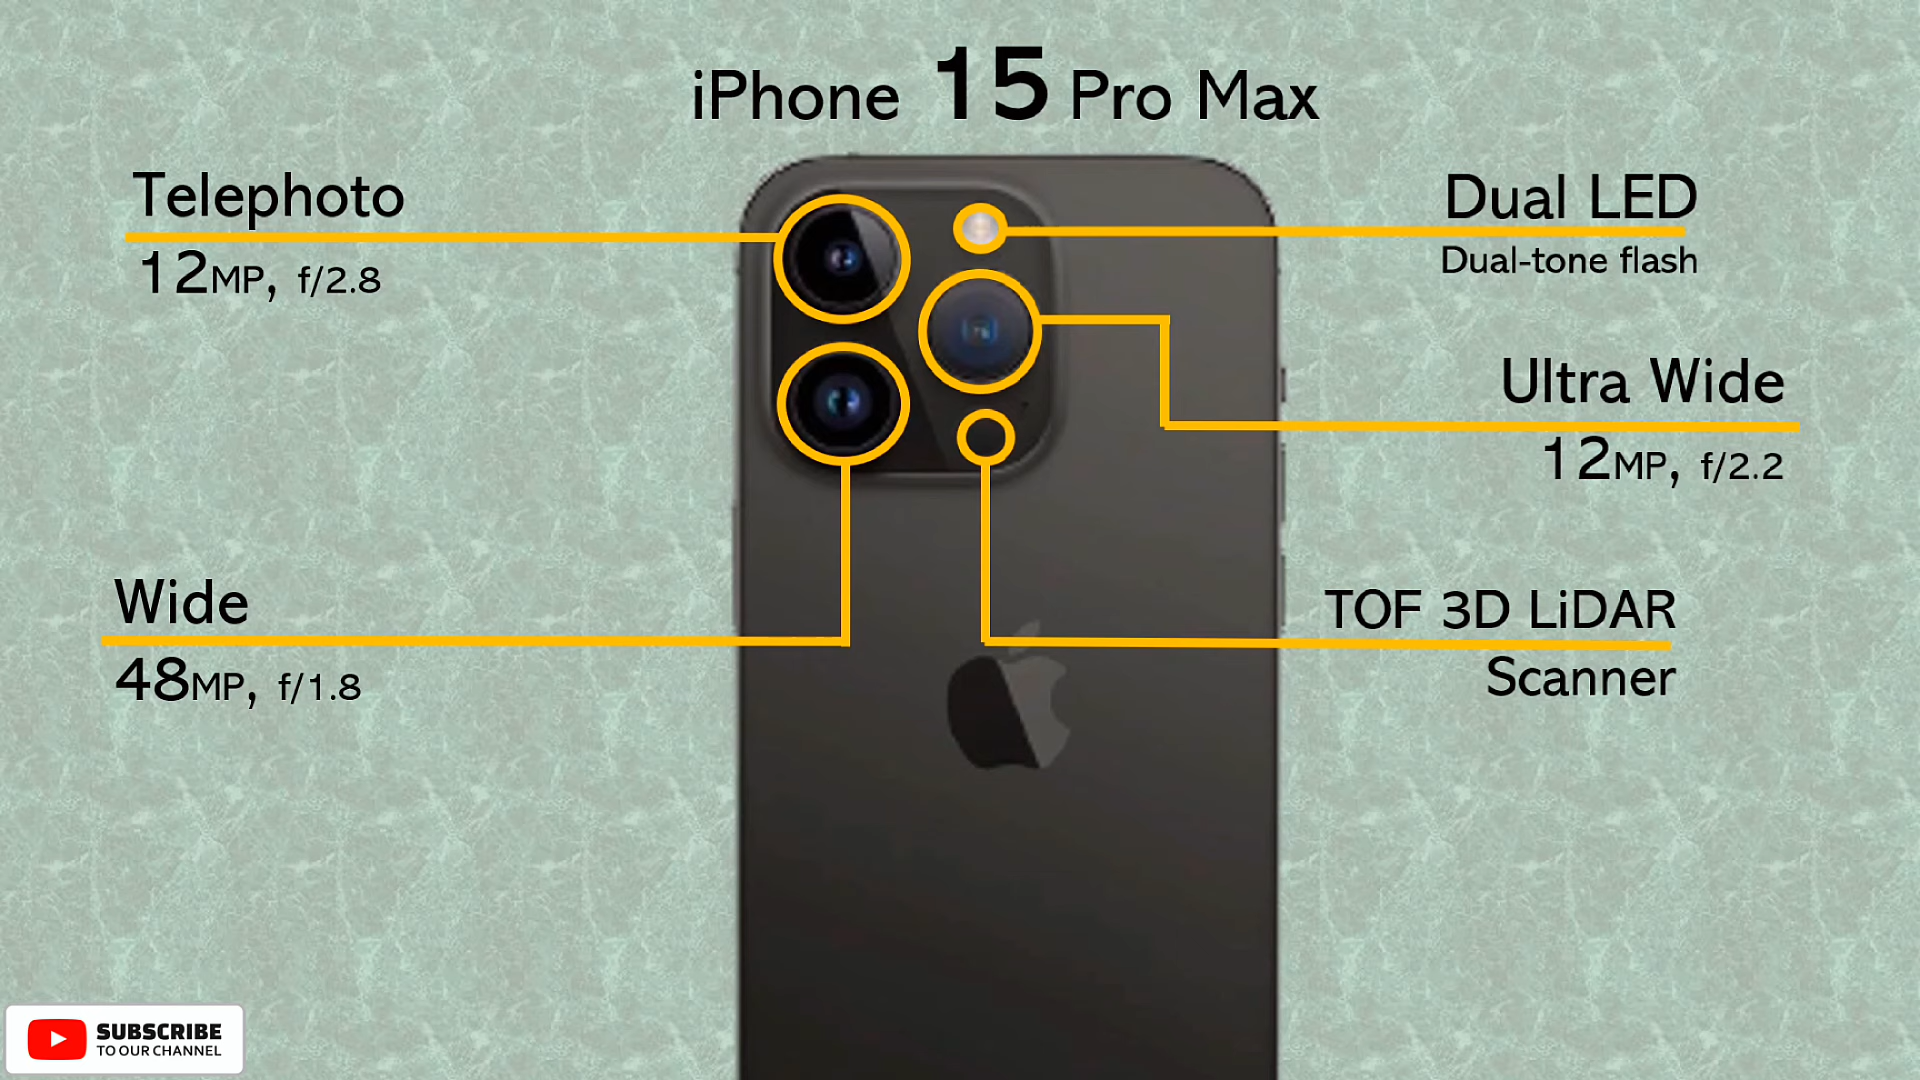 iPhone 15 Pro Max
Telephoto
12MP, f/2.8
Dual LED
Dual-tone flash
Ultra Wide
12MP, f/2.2
Wide
48MP, f/1.8
TOF 3D LiDAR
Scanner
SUBSCRIBE
TO OUR CHANNEL